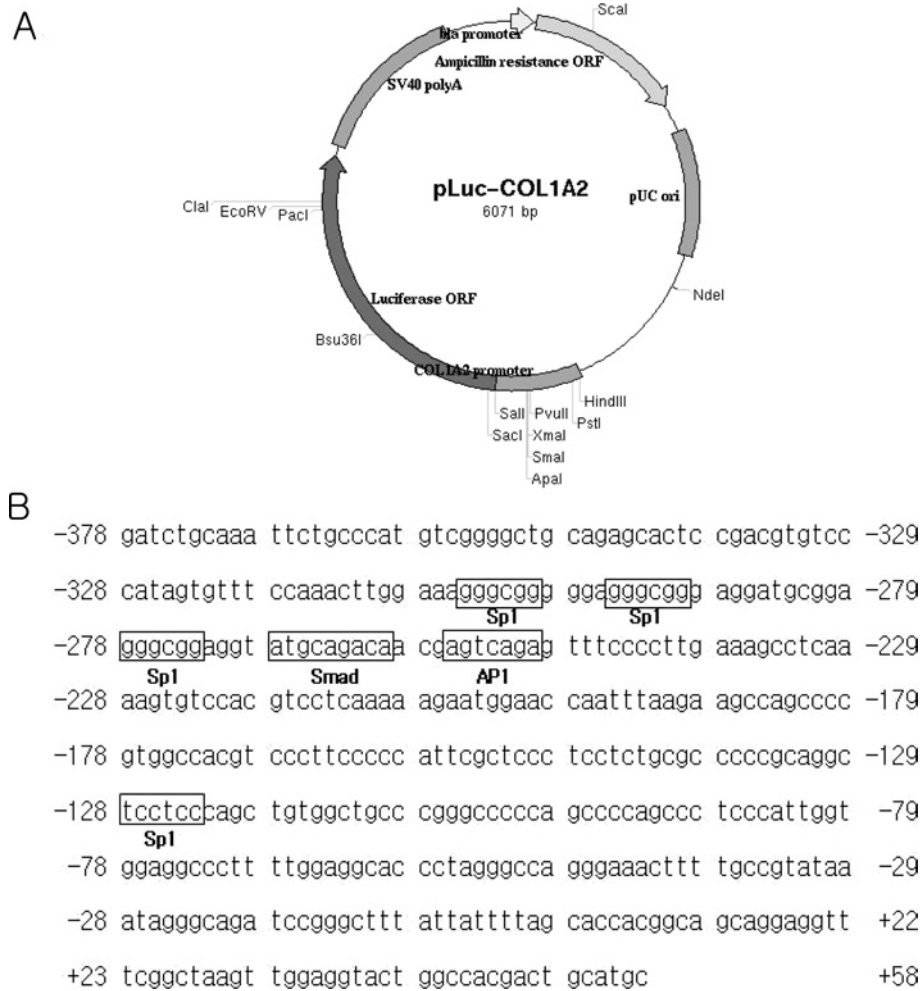 A
ScaI
bla promoter
Ampicillin resistance ORF
SV40 polyA
pLuc-COL1A2
6071 bp
pUC ori
ClaI
EcoRV
PacI
NdeI
Luciferase ORF
Bsu36I
COL1A2 promoter
HindIII
SalI PvuII PstI
SacI XmaI
SmaI
ApaI
B
-378 gatctgcaaa ttctgcccat gtcggggctg cagagcactc cgacgtgtcc -329
-328 catagtgttt ccaaacttgg aaagggcggg ggagggcggg aggatgcgga -279
Sp1 Sp1
-278 gggcggaggt atgcagacaa cgagtcagag tttccccttg aaagcctcaa -229
Sp1 Smad AP1
-228 aagtgtccac gtcctcaaaa agaatggaac caatttaaga agccagcccc -179
-178 gtggccacgt cccttccccc attcgctccc tcctctgcgc ccccgcaggc -129
-128 tcctcccagc tgtggctgcc cgggccccca gccccagccc tcccattggt -79
Sp1
-78 ggaggccctt ttggaggcac cctagggcca gggaaacttt tgccgtataa -29
-28 atagggcaga tccgggcttt attattttag caccacggca gcaggaggtt +22
+23 tcggctaagt tggaggtact ggccacgact gcatgc +58